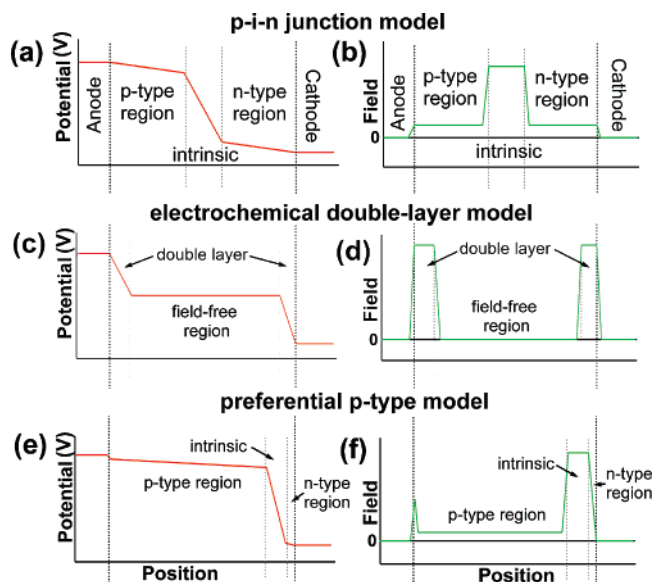 p-i-n junction model
(a)
Potential (V)
Anode
p-type
region
n-type
region
Cathode
intrinsic
(b)
Field
0
Anode
p-type
region
n-type
region
Cathode
intrinsic
electrochemical double-layer model
(c)
Potential (V)
double layer
field-free
region
(d)
Field
0
double layer
field-free
region
preferential p-type model
(e)
Potential (V)
intrinsic
p-type region
n-type
region
Position
(f)
Field
0
intrinsic
n-type
region
p-type region
Position